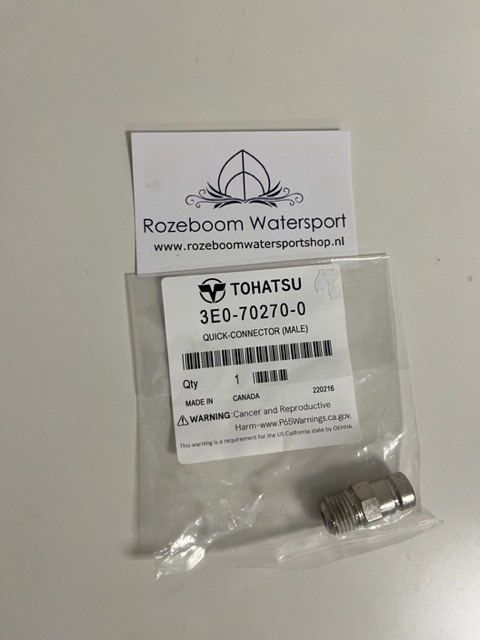 Rozeboom Watersport
www.rozeboomwatersportshop.nl
TOHATSU
3E0-70270-0
QUICK-CONNECTOR (MALE)
Qty 1
MADE IN CANADA 220216
WARNING: Cancer and Reproductive
Harm-www.P65Warnings.ca.gov.
This warning is a requirement for the US California state by OEHHA.